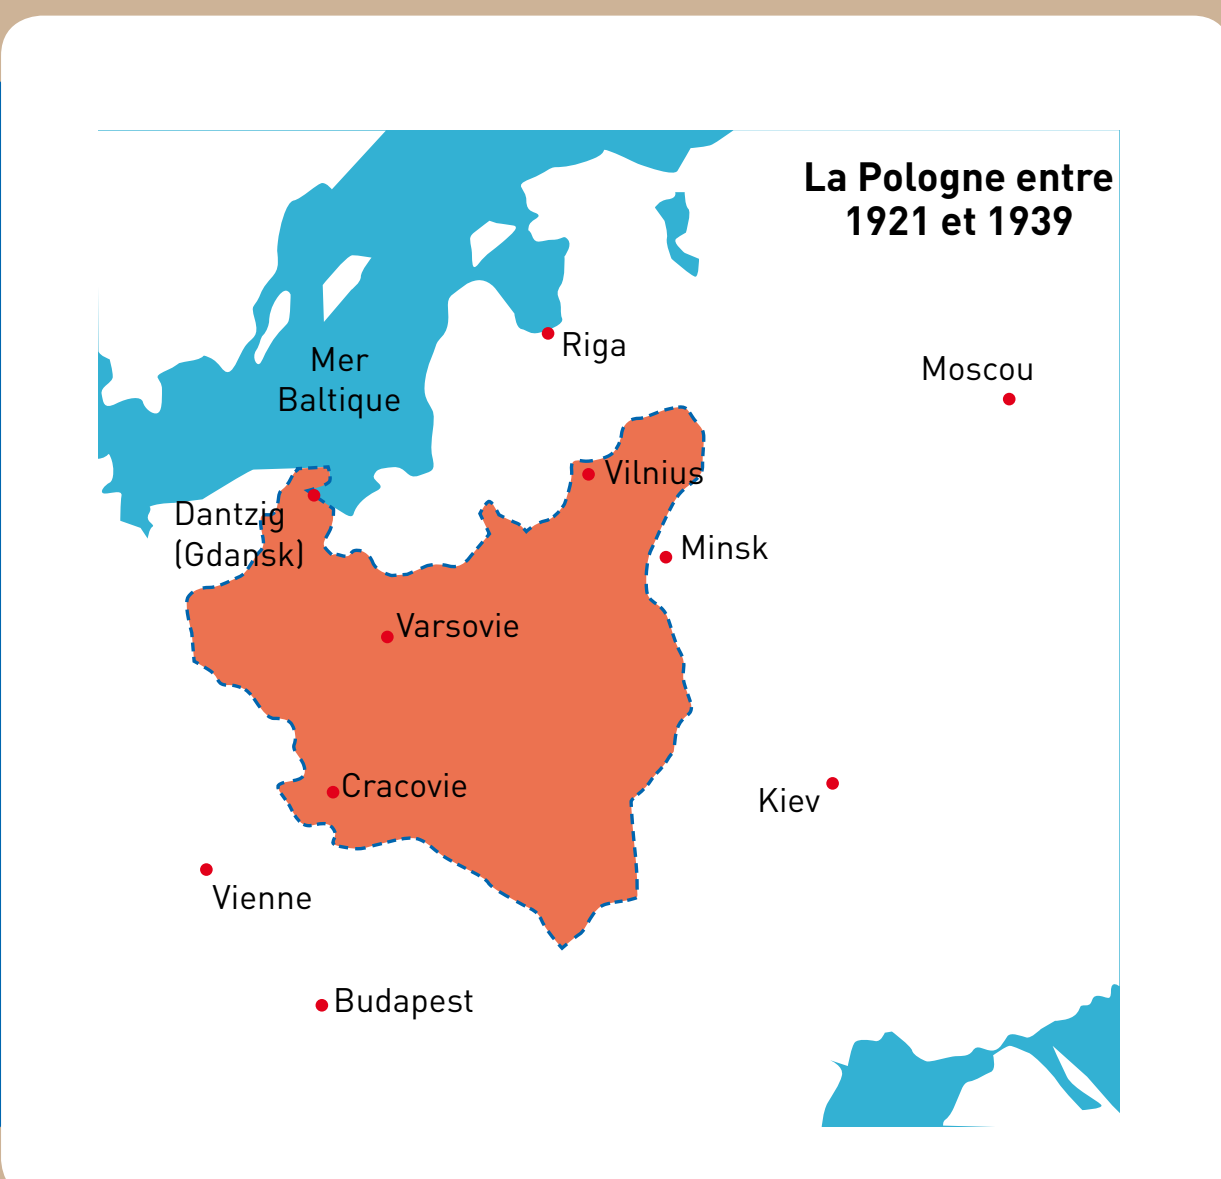 La Pologne entre
1921 et 1939
Riga
Mer
Baltique
Moscou
Vilnius
Dantzig
(Gdansk)
Minsk
Varsovie
Cracovie
Kiev
Vienne
Budapest